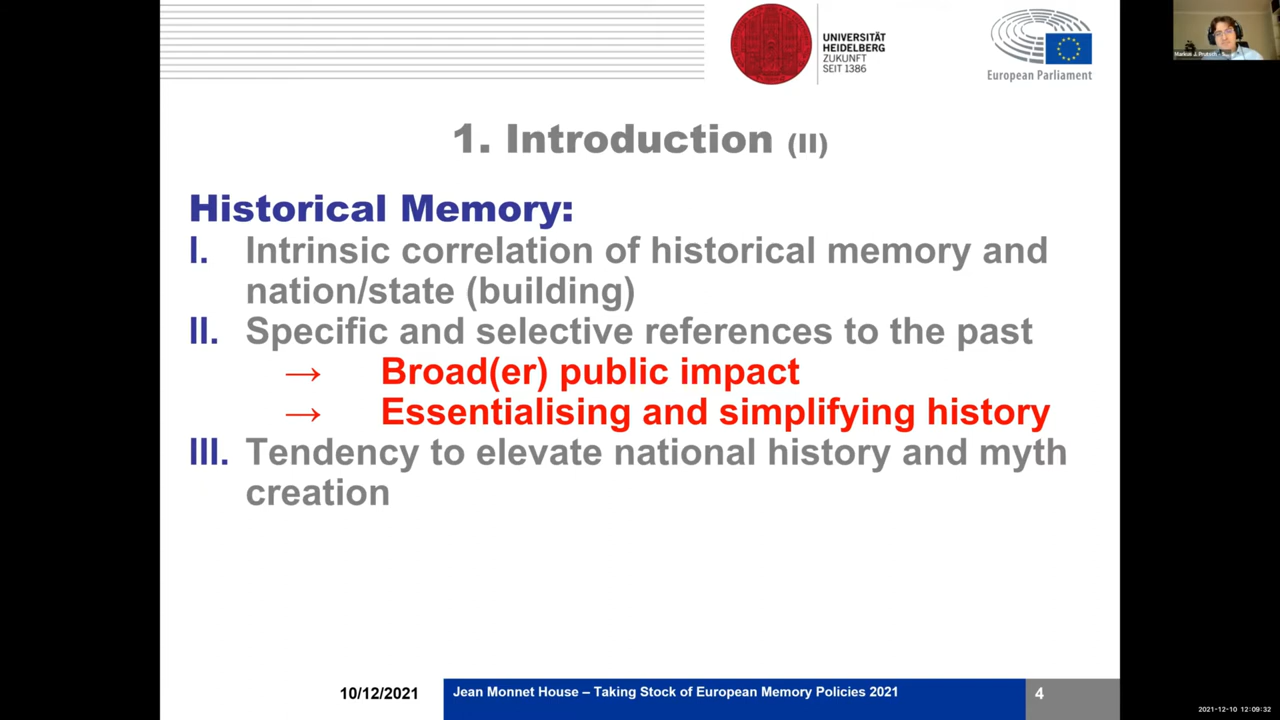 UNIVERSITÄT
HEIDELBERG
ZUKUNFT
SEIT 1386
European Parliament
1. Introduction (II)
Historical Memory:
I. Intrinsic correlation of historical memory and
nation/state (building)
II. Specific and selective references to the past
→ Broad(er) public impact
→ Essentialising and simplifying history
III. Tendency to elevate national history and myth
creation
10/12/2021
Jean Monnet House – Taking Stock of European Memory Policies 2021
4
Markus J. Prutsch
2021-12-10 12:09:32